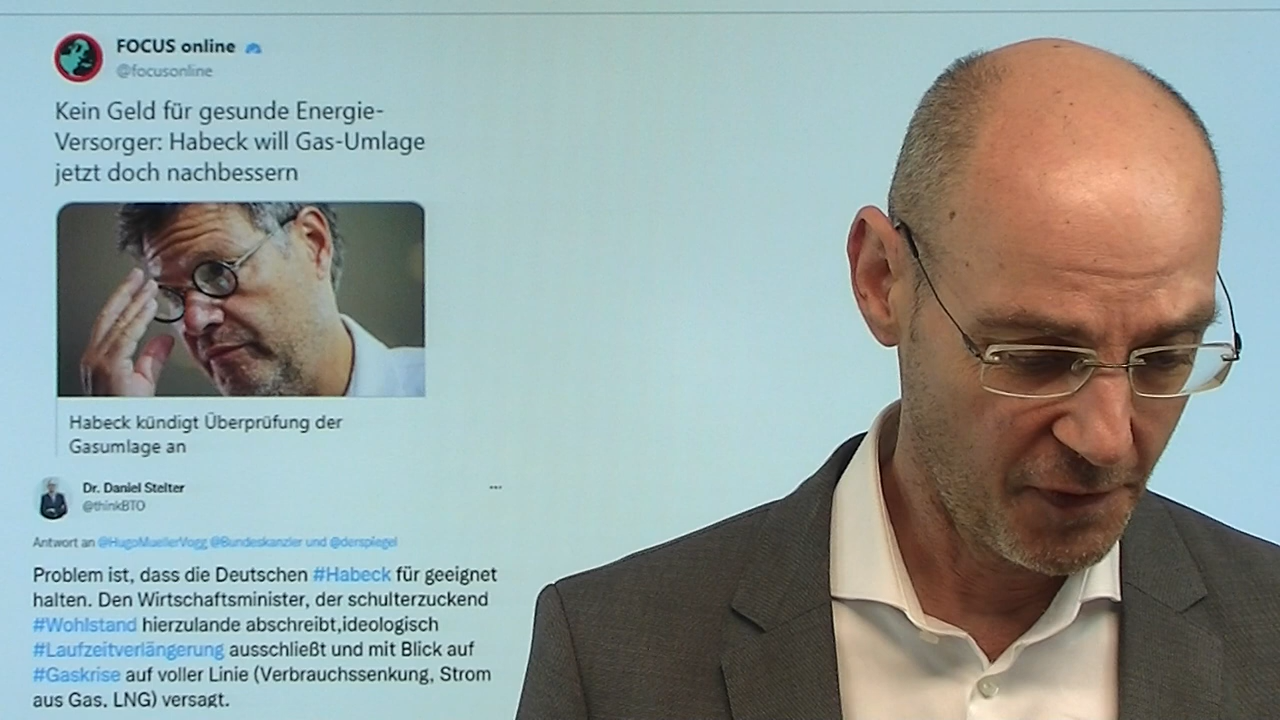 FOCUS online
@focusonline
Kein Geld für gesunde Energie-
Versorger: Habeck will Gas-Umlage
jetzt doch nachbessern
Habeck kündigt Überprüfung der
Gasumlage an
Dr. Daniel Stelter
@thinkBTO
Antwort an @HugoMuellerVogg @Bundeskanzler und @derspiegel
Problem ist, dass die Deutschen #Habeck für geeignet
halten. Den Wirtschaftsminister, der schulterzuckend
#Wohlstand hierzulande abschreibt,ideologisch
#Laufzeitverlängerung ausschließt und mit Blick auf
#Gaskrise auf voller Linie (Verbrauchssenkung, Strom
aus Gas, LNG) versagt.